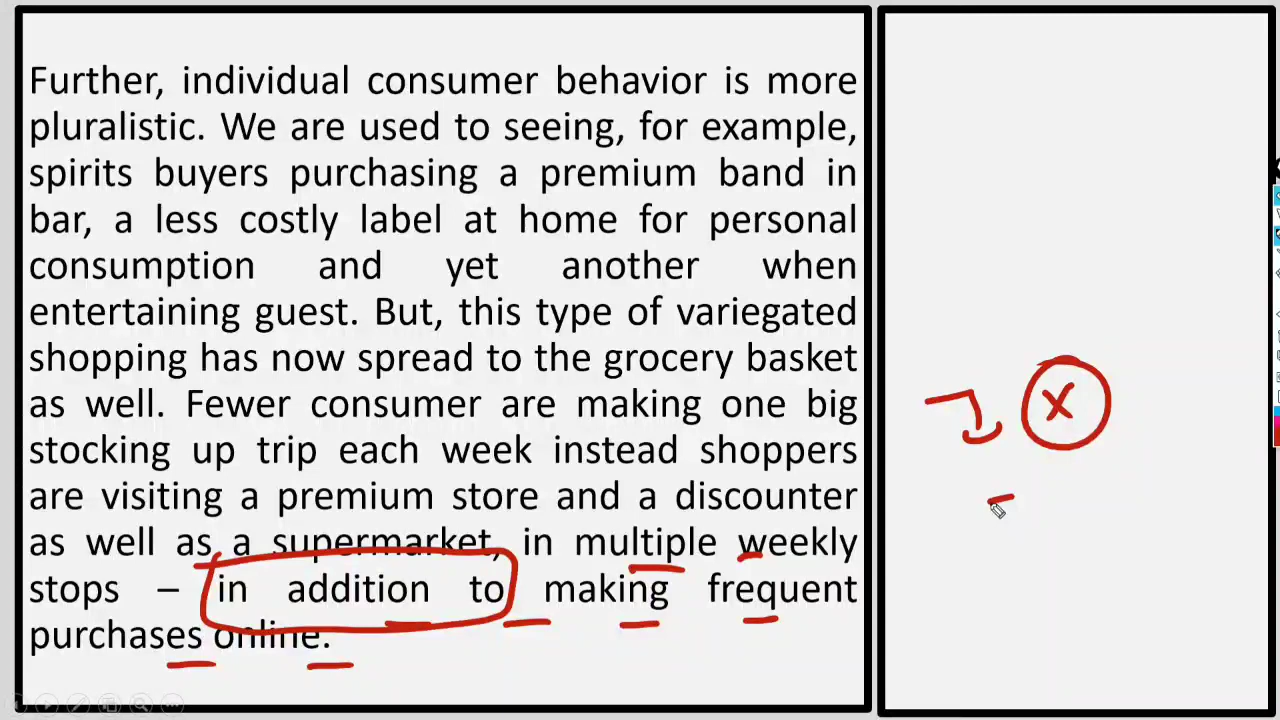 Further, individual consumer behavior is more
pluralistic. We are used to seeing, for example,
spirits buyers purchasing a premium band in
bar, a less costly label at home for personal
consumption and yet another when
entertaining guest. But, this type of variegated
shopping has now spread to the grocery basket
as well. Fewer consumer are making one big
stocking up trip each week instead shoppers
are visiting a premium store and a discounter
as well as a supermarket, in multiple weekly
stops – in addition to making frequent
purchases online.
X